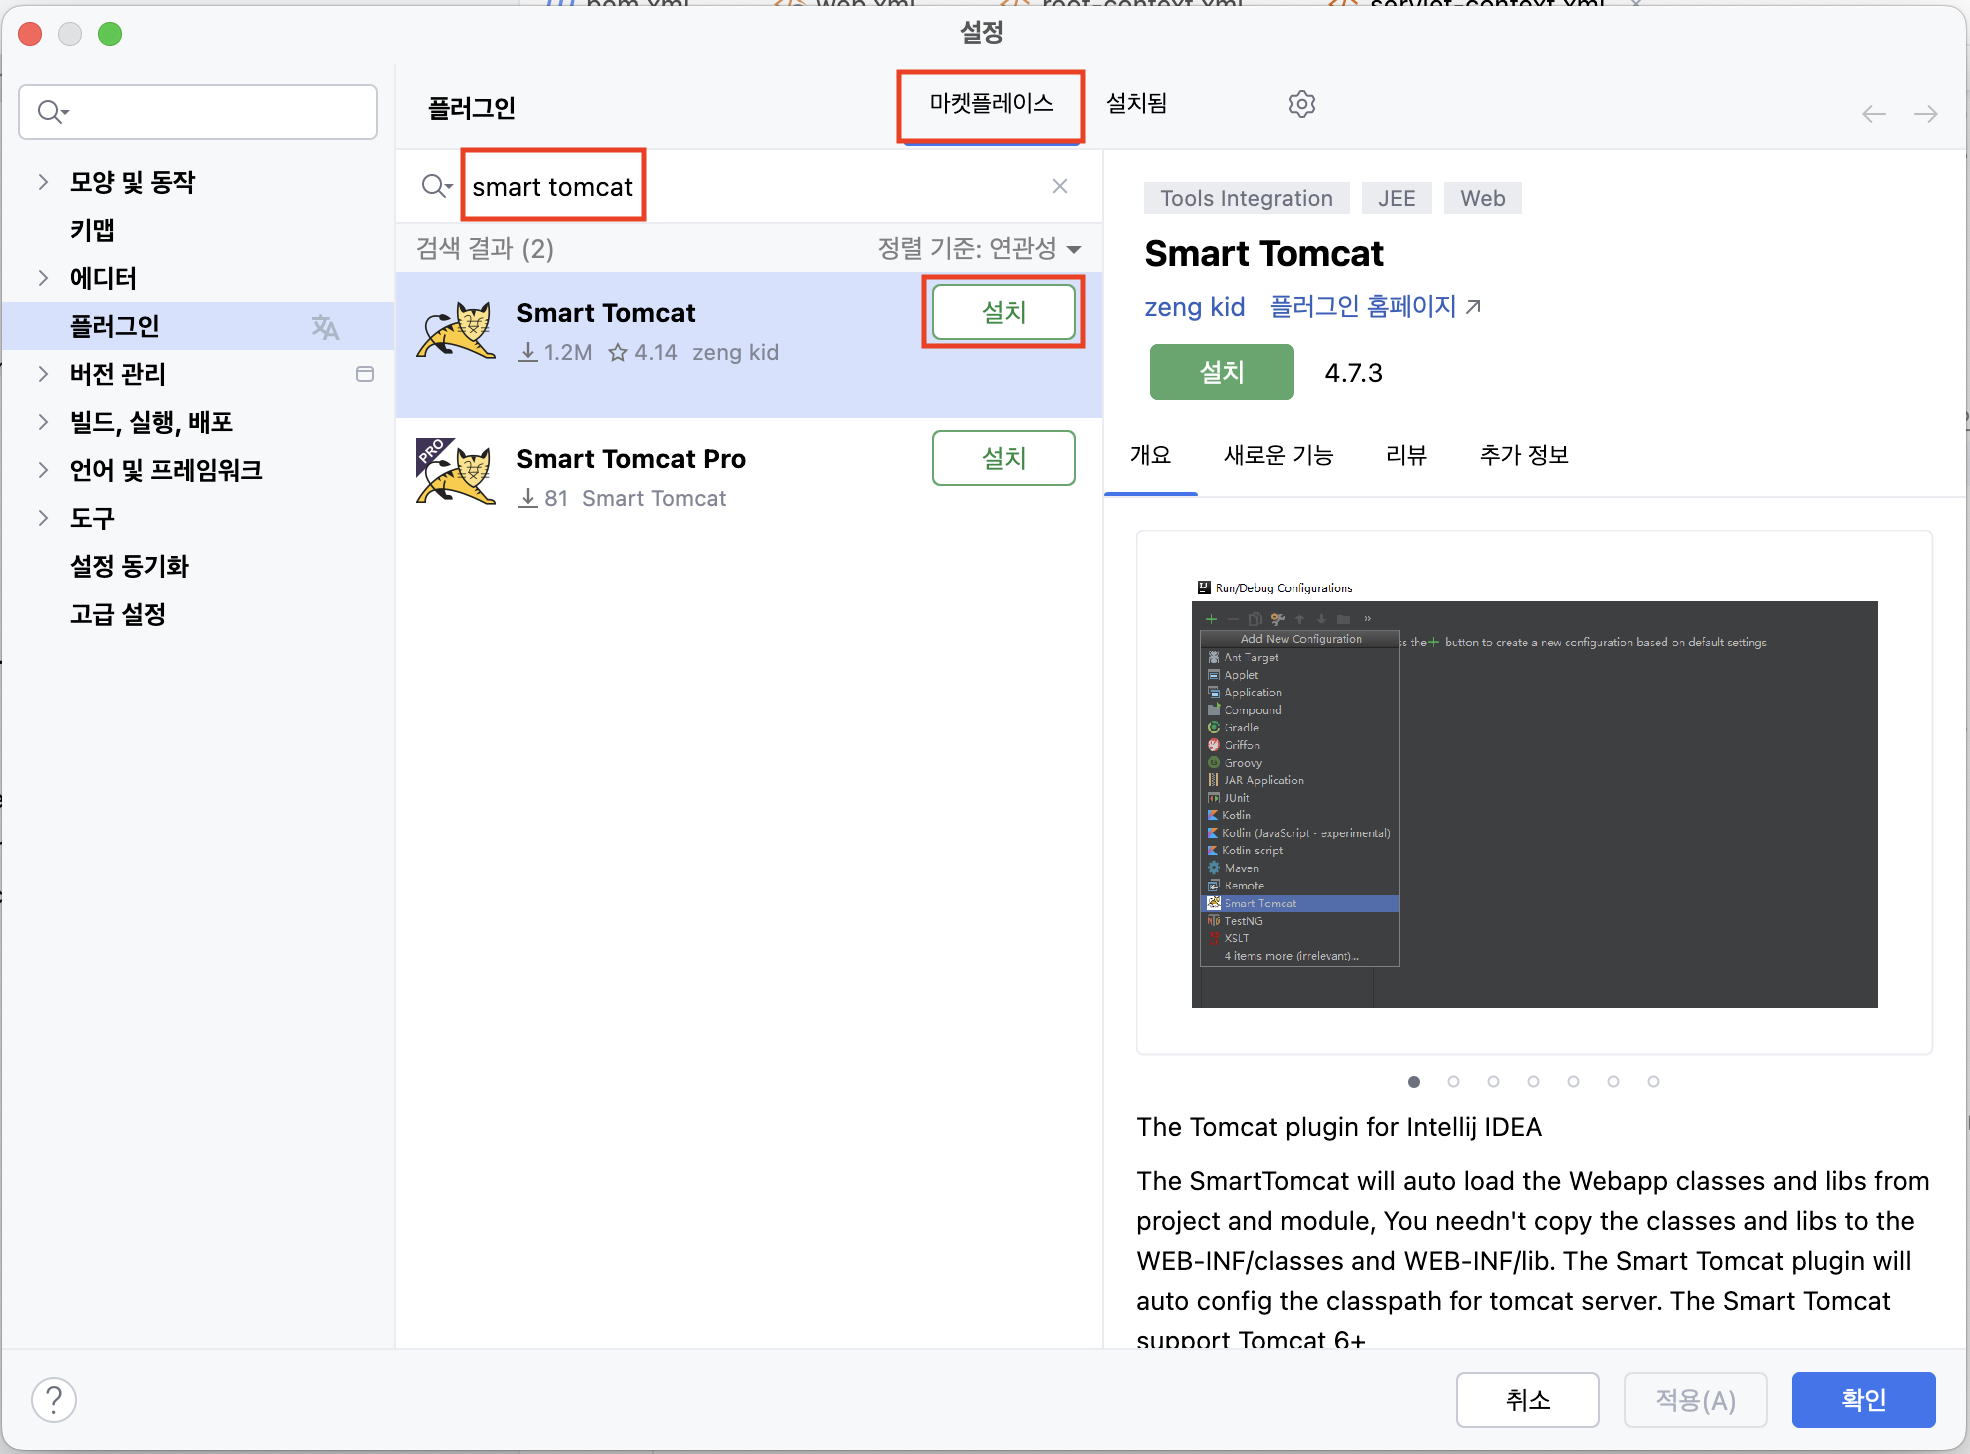 web.xml
servlet-context.xml
설정
모양 및 동작
키맵
에디터
플러그인
버전 관리
빌드, 실행, 배포
언어 및 프레임워크
도구
설정 동기화
고급 설정
플러그인
마켓플레이스
설치됨
smart tomcat
검색 결과 (2)
정렬 기준: 연관성
Smart Tomcat
1.2M 4.14 zeng kid
설치
PRO
Smart Tomcat Pro
81 Smart Tomcat
설치
Tools Integration JEE Web
Smart Tomcat
zeng kid 플러그인 홈페이지
설치 4.7.3
개요 새로운 기능 리뷰 추가 정보
Run/Debug Configurations
Add New Configuration
ss the + button to create a new configuration based on default settings
Ant Target
Applet
Application
Compound
Gradle
Griffon
Groovy
JAR Application
JUnit
Kotlin
Kotlin (JavaScript - experimental)
Kotlin script
Maven
Remote
Smart Tomcat
TestNG
XSLT
4 items more (irrelevant)...
The Tomcat plugin for Intellij IDEA
The SmartTomcat will auto load the Webapp classes and libs from
project and module, You needn't copy the classes and libs to the
WEB-INF/classes and WEB-INF/lib. The Smart Tomcat plugin will
auto config the classpath for tomcat server. The Smart Tomcat
support Tomcat 6+
?
취소
적용(A)
확인